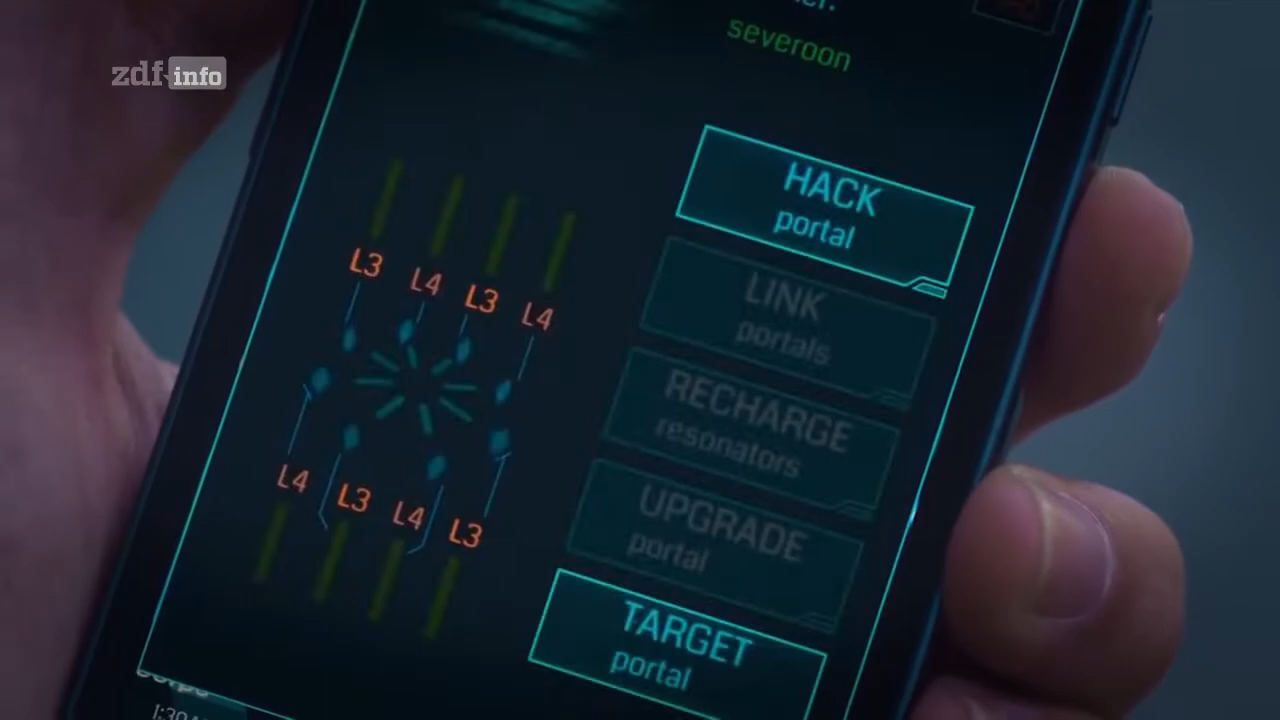 zdf info
severoon
HACK
portal
LINK
portals
RECHARGE
resonators
UPGRADE
portal
TARGET
portal
L3
L4
L3
L4
L4
L3
L4
L3